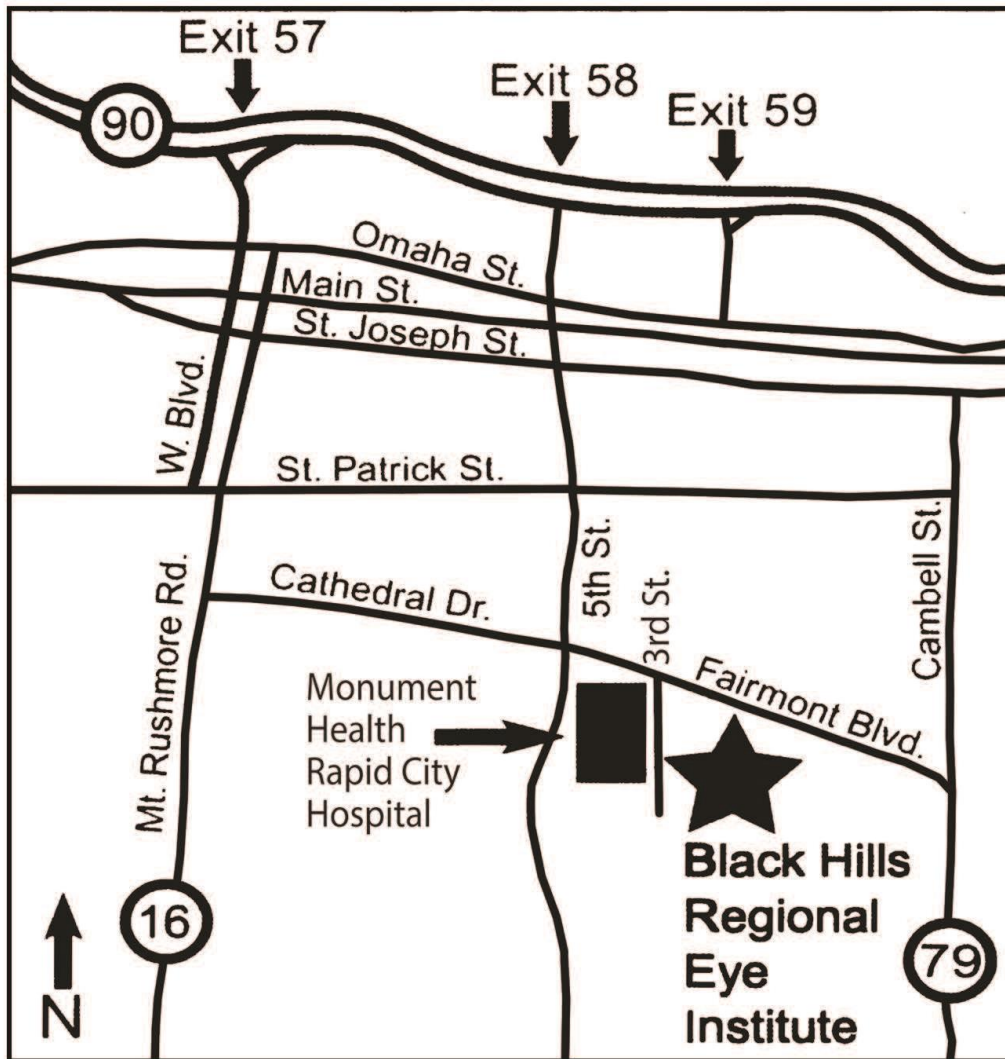 Exit 57
Exit 58
Exit 59
90
Omaha St.
Main St.
St. Joseph St.
W. Blvd.
St. Patrick St.
Mt. Rushmore Rd.
Cathedral Dr.
5th St.
3rd St.
Cambell St.
Fairmont Blvd.
Monument
Health
Rapid City
Hospital
Black Hills
Regional
Eye
Institute
16
79
N